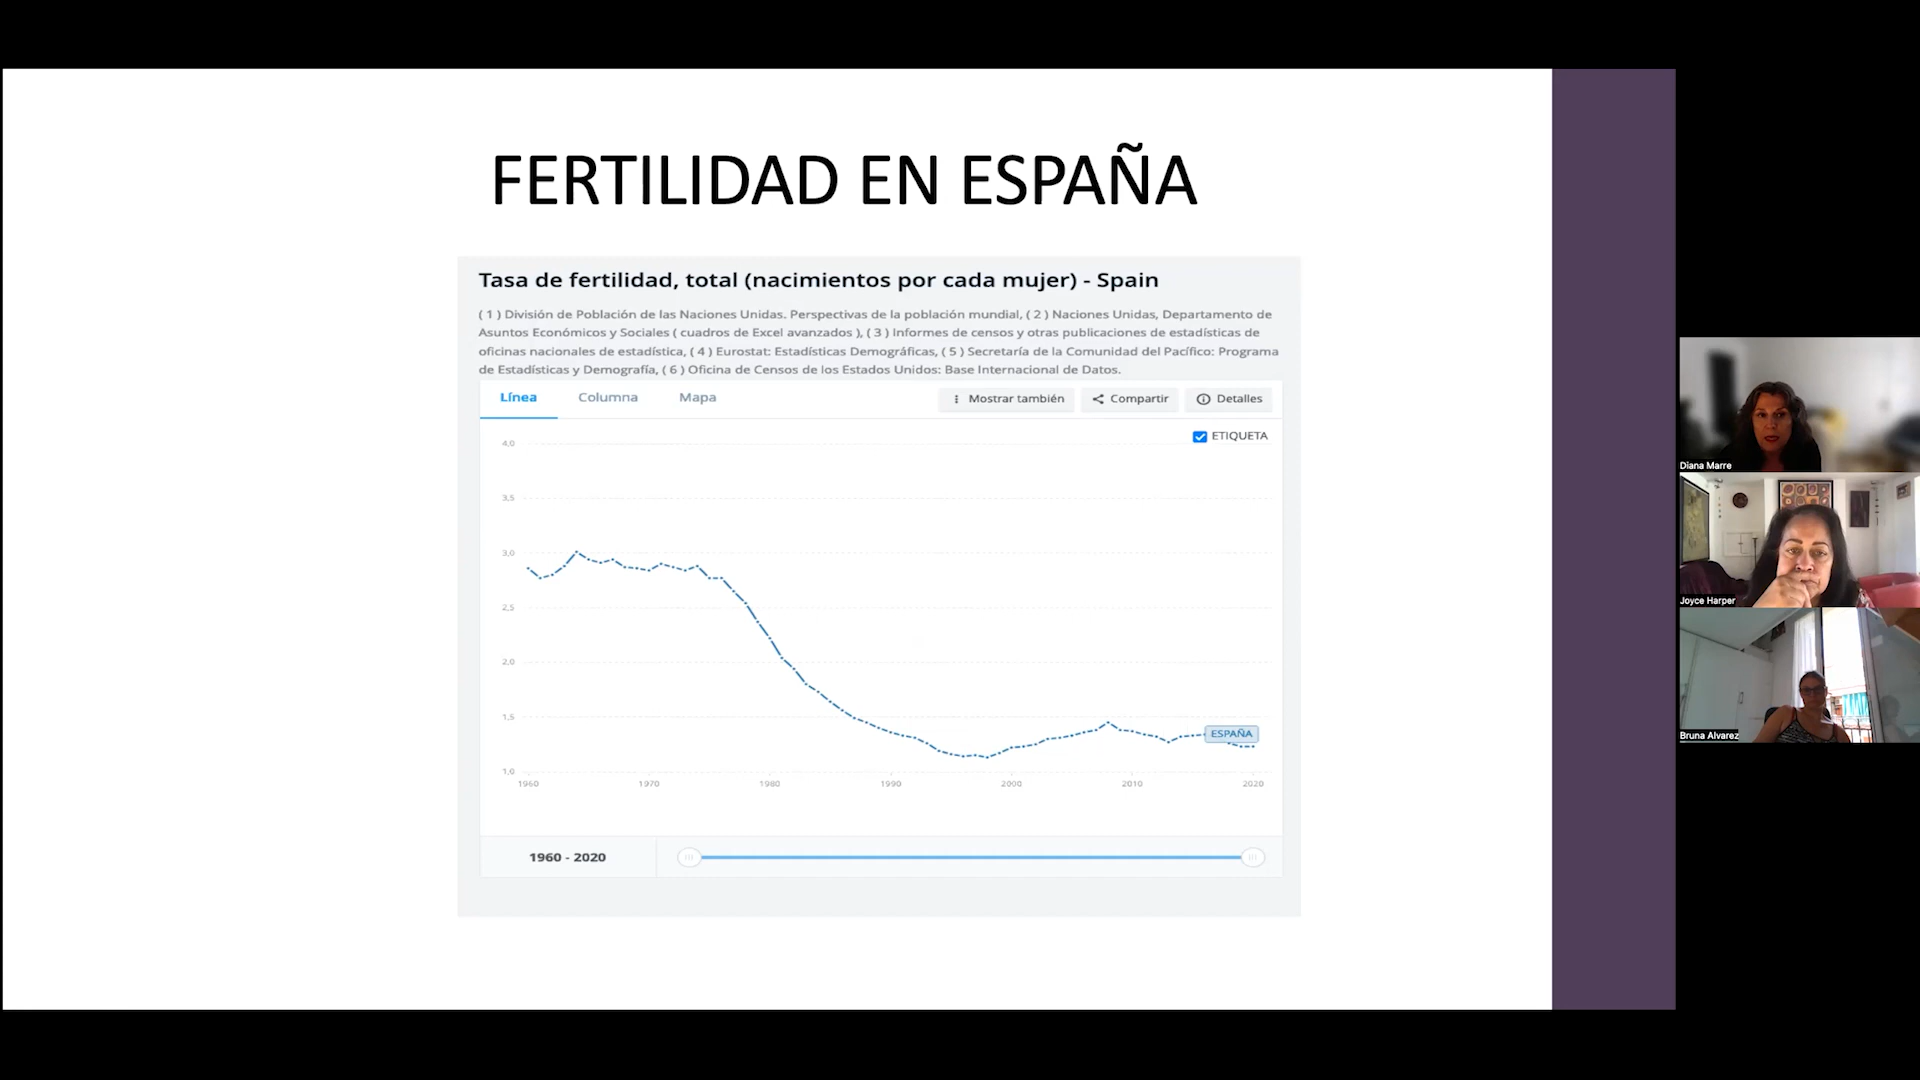 FERTILIDAD EN ESPAÑA
Tasa de fertilidad, total (nacimientos por cada mujer) - Spain
( 1 ) División de Población de las Naciones Unidas. Perspectivas de la población mundial, ( 2 ) Naciones Unidas, Departamento de
Asuntos Económicos y Sociales ( cuadros de Excel avanzados ), ( 3 ) Informes de censos y otras publicaciones de estadísticas de
oficinas nacionales de estadística, ( 4 ) Eurostat: Estadísticas Demográficas, ( 5 ) Secretaría de la Comunidad del Pacífico: Programa
de Estadísticas y Demografía, ( 6 ) Oficina de Censos de los Estados Unidos: Base Internacional de Datos.
Línea Columna Mapa Mostrar también Compartir Detalles
ETIQUETA
4,0
3,5
3,0
2,5
2,0
1,5
ESPAÑA
1,0
1960 1970 1980 1990 2000 2010 2020
1960 - 2020
Diana Marre
Joyce Harper
Bruna Alvarez